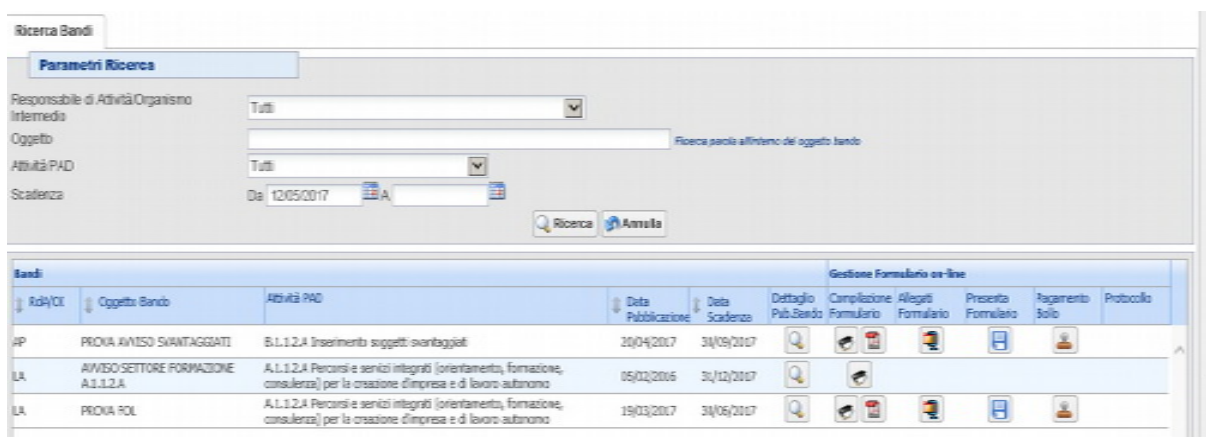 Ricerca Bandi
Parametri Ricerca
Responsabile di Attività/Organismo
Intermedio
Tutti
Oggetto
Ricerca parola all'interno del oggetto bando
Attività PAD
Tutti
Scadenza
Da 12/05/2017 A
Ricerca Annulla
Bandi Gestione Formulario on-line
RdA/OI Oggetto Bando Attività PAD Data Data Dettaglio Compilazione Allegati Presenta Pagamento Protocollo
Pubblicazione Scadenza Pub.Bando Formulario Formulario Formulario Bollo
AP PROVA AVVISO SVANTAGGIATI B.1.1.2.A Inserimento soggetti svantaggiati 20/04/2017 30/09/2017
AVVISO SETTORE FORMAZIONE A.1.1.2.A Percorsi e servizi integrati (orientamento, formazione,
LA A.1.1.2.A consulenza) per la creazione d'impresa e di lavoro autonomo 05/02/2016 31/12/2017
A.1.1.2.A Percorsi e servizi integrati (orientamento, formazione,
LA PROVA consulenza) per la creazione d'impresa e di lavoro autonomo 19/03/2017 30/06/2017